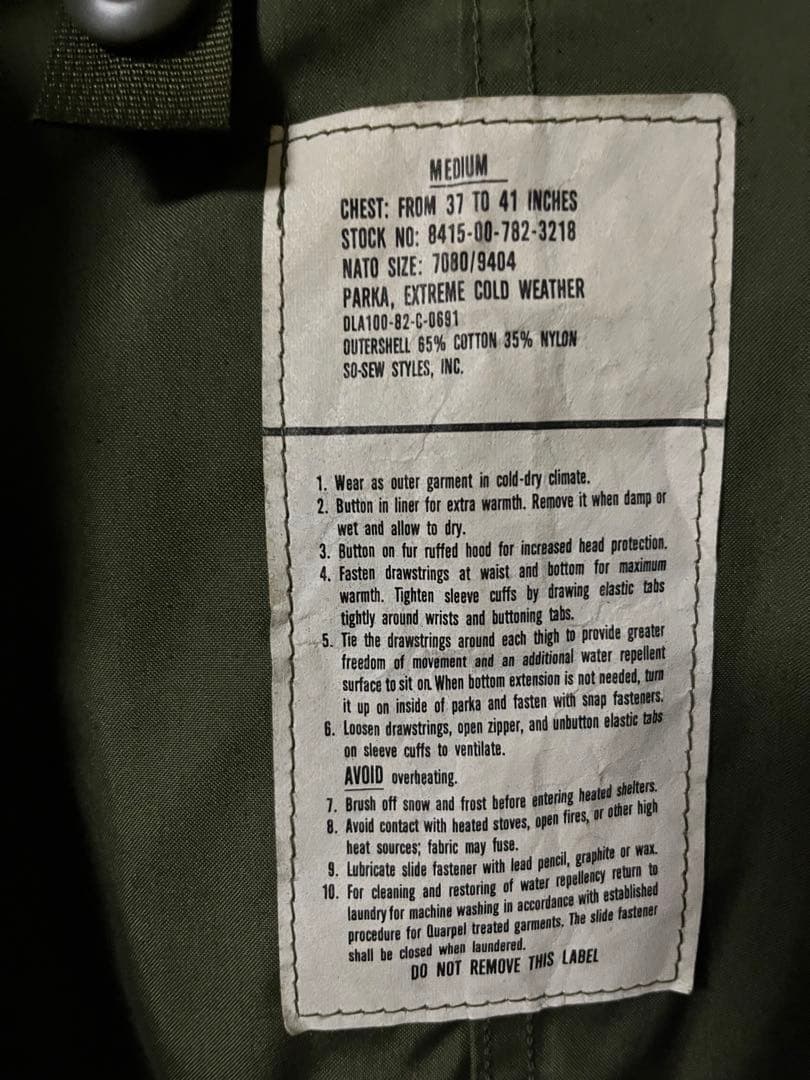 MEDIUM
CHEST: FROM 37 TO 41 INCHES
STOCK NO: 8415-00-782-3218
NATO SIZE: 7080/9404
PARKA, EXTREME COLD WEATHER
DLA100-82-C-0691
OUTERSHELL 65% COTTON 35% NYLON
SO-SEW STYLES, INC.
1. Wear as outer garment in cold-dry climate.
2. Button in liner for extra warmth. Remove it when damp or
wet and allow to dry.
3. Button on fur ruffed hood for increased head protection.
4. Fasten drawstrings at waist and bottom for maximum
warmth. Tighten sleeve cuffs by drawing elastic tabs
tightly around wrists and buttoning tabs.
5. Tie the drawstrings around each thigh to provide greater
freedom of movement and an additional water repellent
surface to sit on. When bottom extension is not needed, turn
it up on inside of parka and fasten with snap fasteners.
6. Loosen drawstrings, open zipper, and unbutton elastic tabs
on sleeve cuffs to ventilate.
AVOID overheating.
7. Brush off snow and frost before entering heated shelters.
8. Avoid contact with heated stoves, open fires, or other high
heat sources; fabric may fuse.
9. Lubricate slide fastener with lead pencil, graphite or wax.
10. For cleaning and restoring of water repellency return to
laundry for machine washing in accordance with established
procedure for Quarpel treated garments. The slide fastener
shall be closed when laundered.
DO NOT REMOVE THIS LABEL